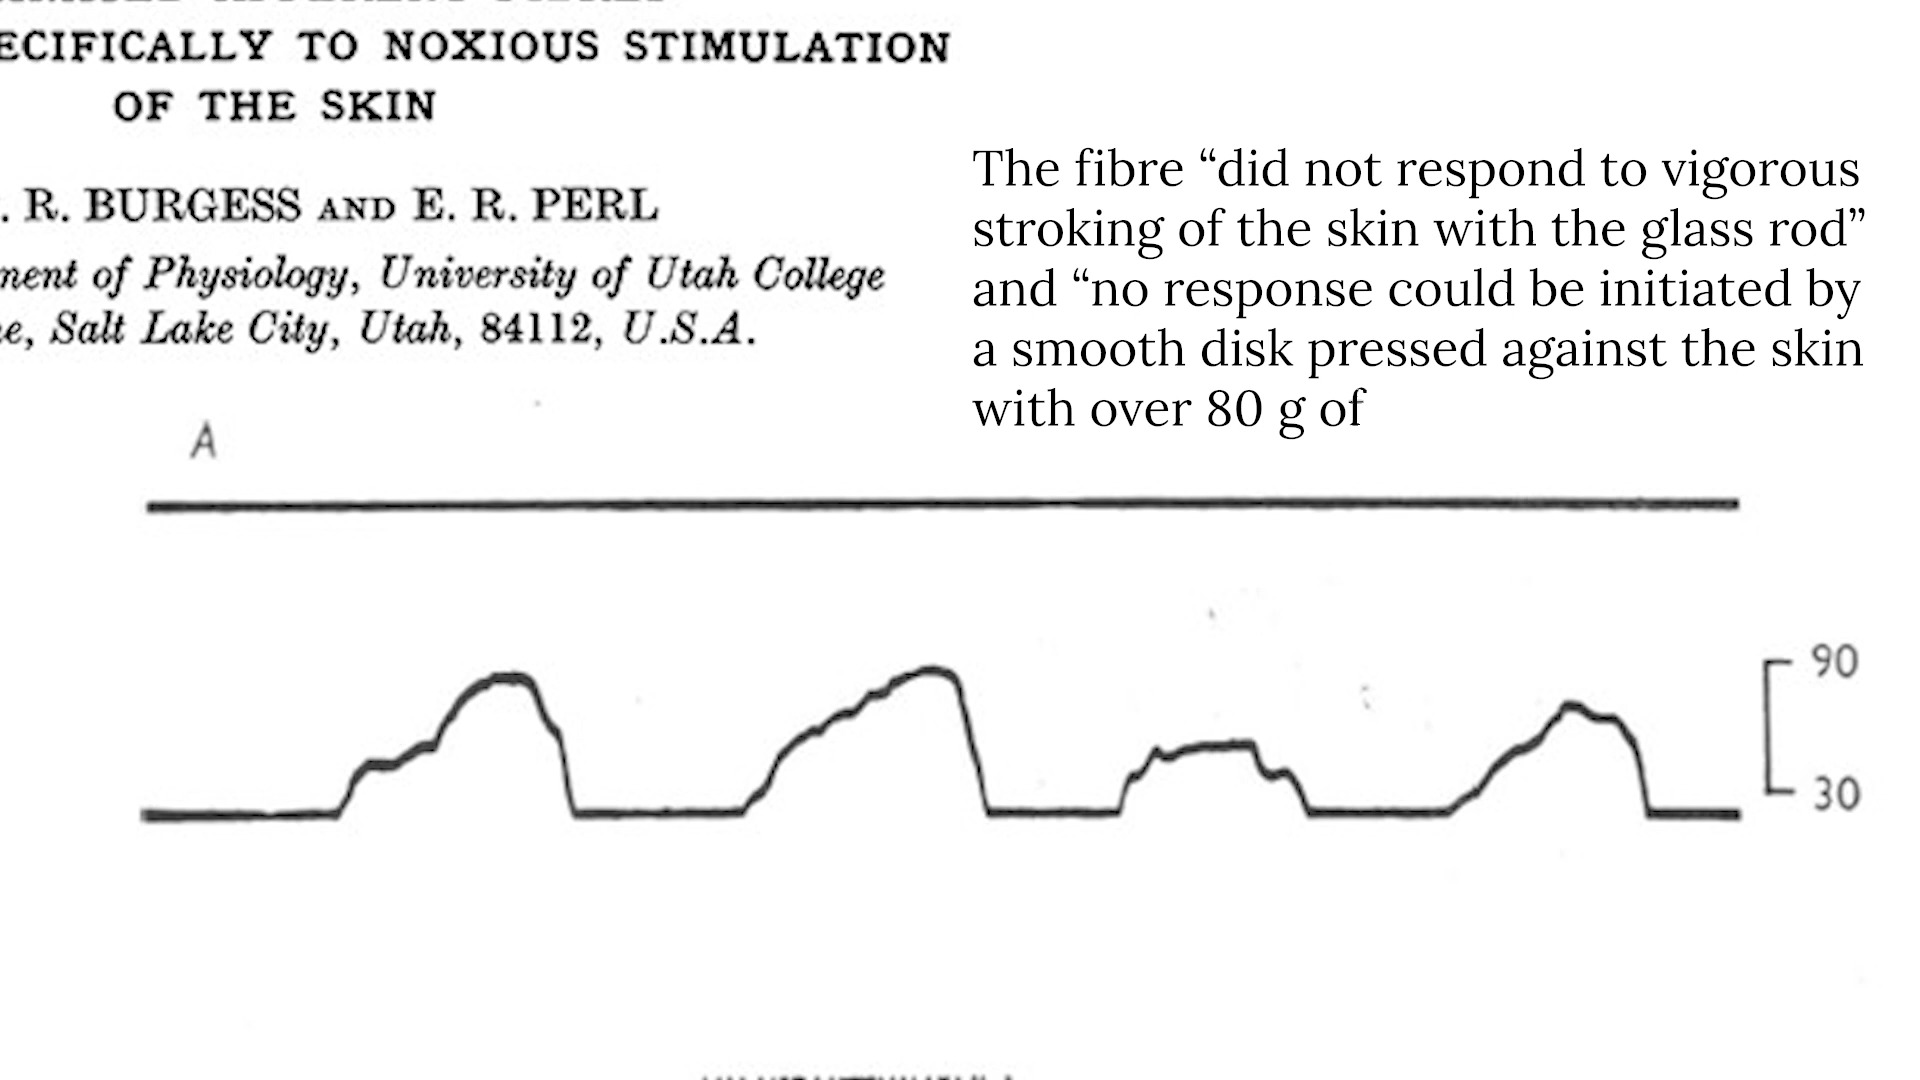 ECIFICALLY TO NOXIOUS STIMULATION
OF THE SKIN
. R. BURGESS AND E. R. PERL
ment of Physiology, University of Utah College
e, Salt Lake City, Utah, 84112, U.S.A.
The fibre “did not respond to vigorous
stroking of the skin with the glass rod”
and “no response could be initiated by
a smooth disk pressed against the skin
with over 80 g of
A
90
30